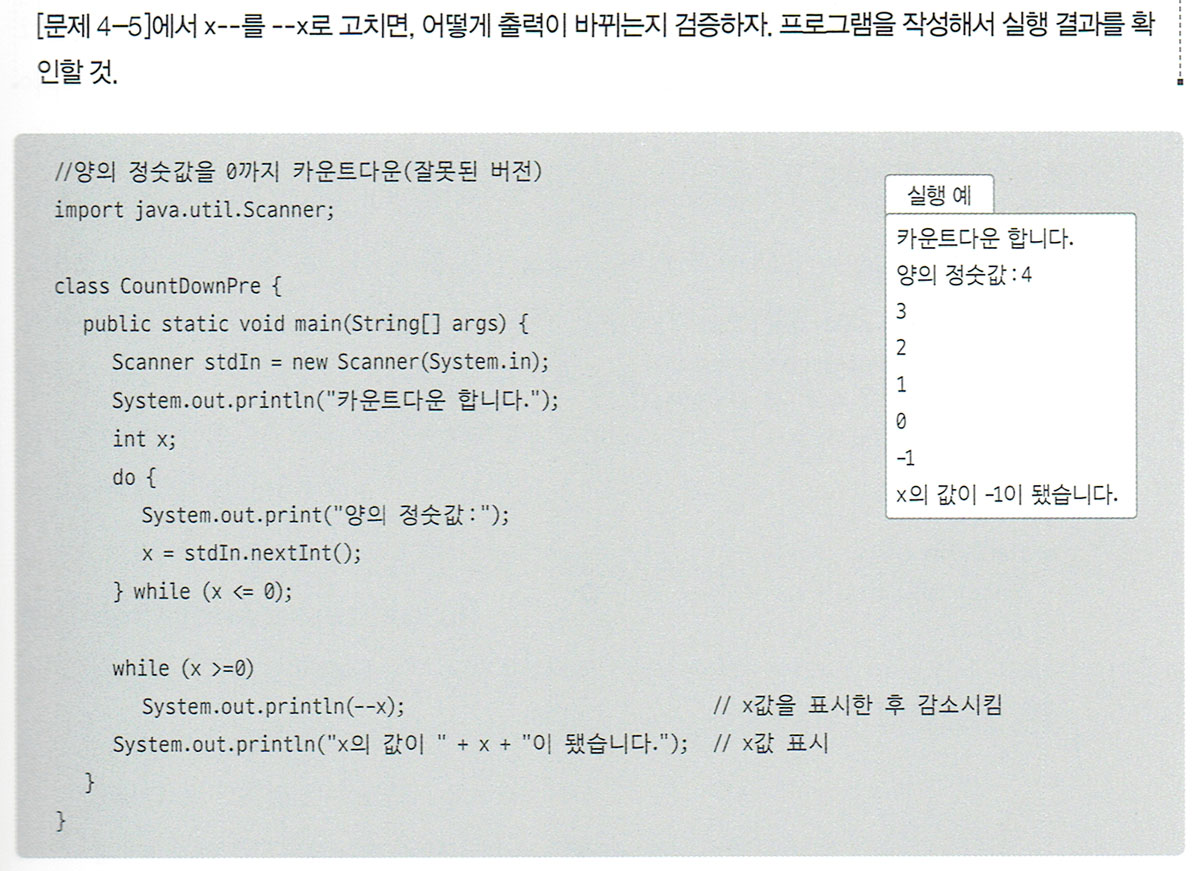 [문제 4-5]에서 x--를 --x로 고치면, 어떻게 출력이 바뀌는지 검증하자. 프로그램을 작성해서 실행 결과를 확
인할 것.
//양의 정숫값을 0까지 카운트다운(잘못된 버전)
import java.util.Scanner;
class CountDownPre {
public static void main(String[] args) {
Scanner stdIn = new Scanner(System.in);
System.out.println("카운트다운 합니다.");
int x;
do {
System.out.print("양의 정숫값:");
x = stdIn.nextInt();
} while (x <= 0);
while (x >=0)
System.out.println(--x); // x값을 표시한 후 감소시킴
System.out.println("x의 값이 " + x + "이 됐습니다."); // x값 표시
}
}
실행 예
카운트다운 합니다.
양의 정숫값:4
3
2
1
0
-1
x의 값이 -1이 됐습니다.